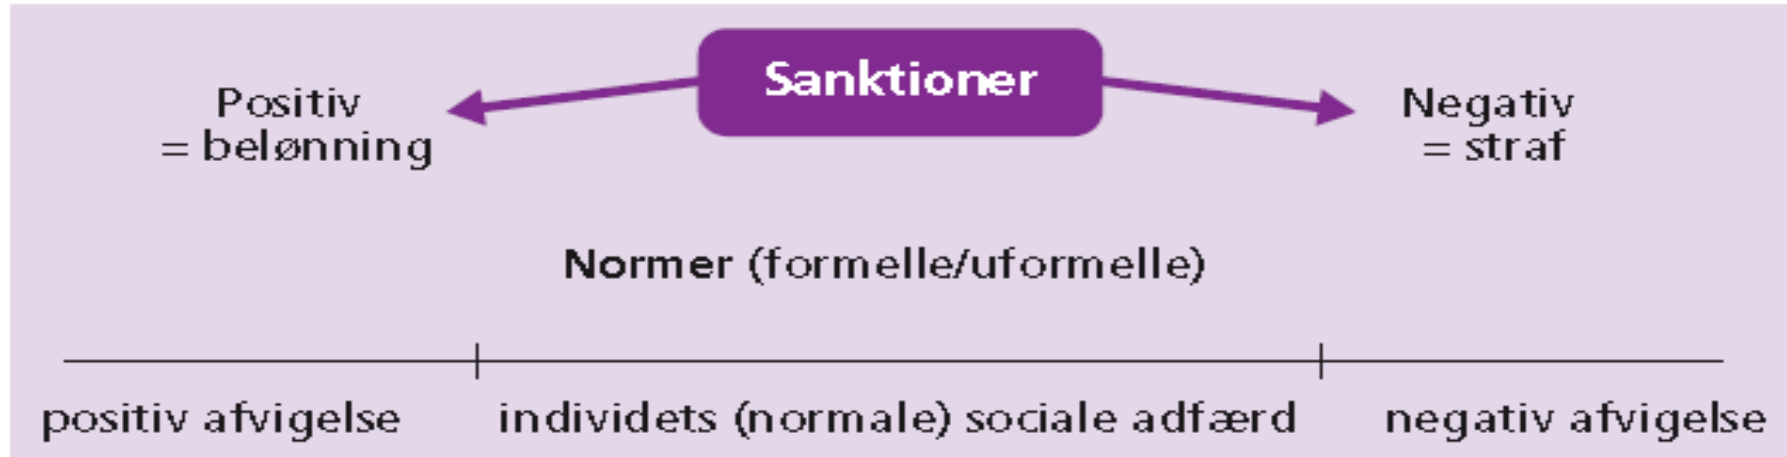 Sanktioner
Positiv
= belønning
Negativ
= straf
Normer (formelle/uformelle)
positiv afvigelse
individets (normale) sociale adfærd
negativ afvigelse